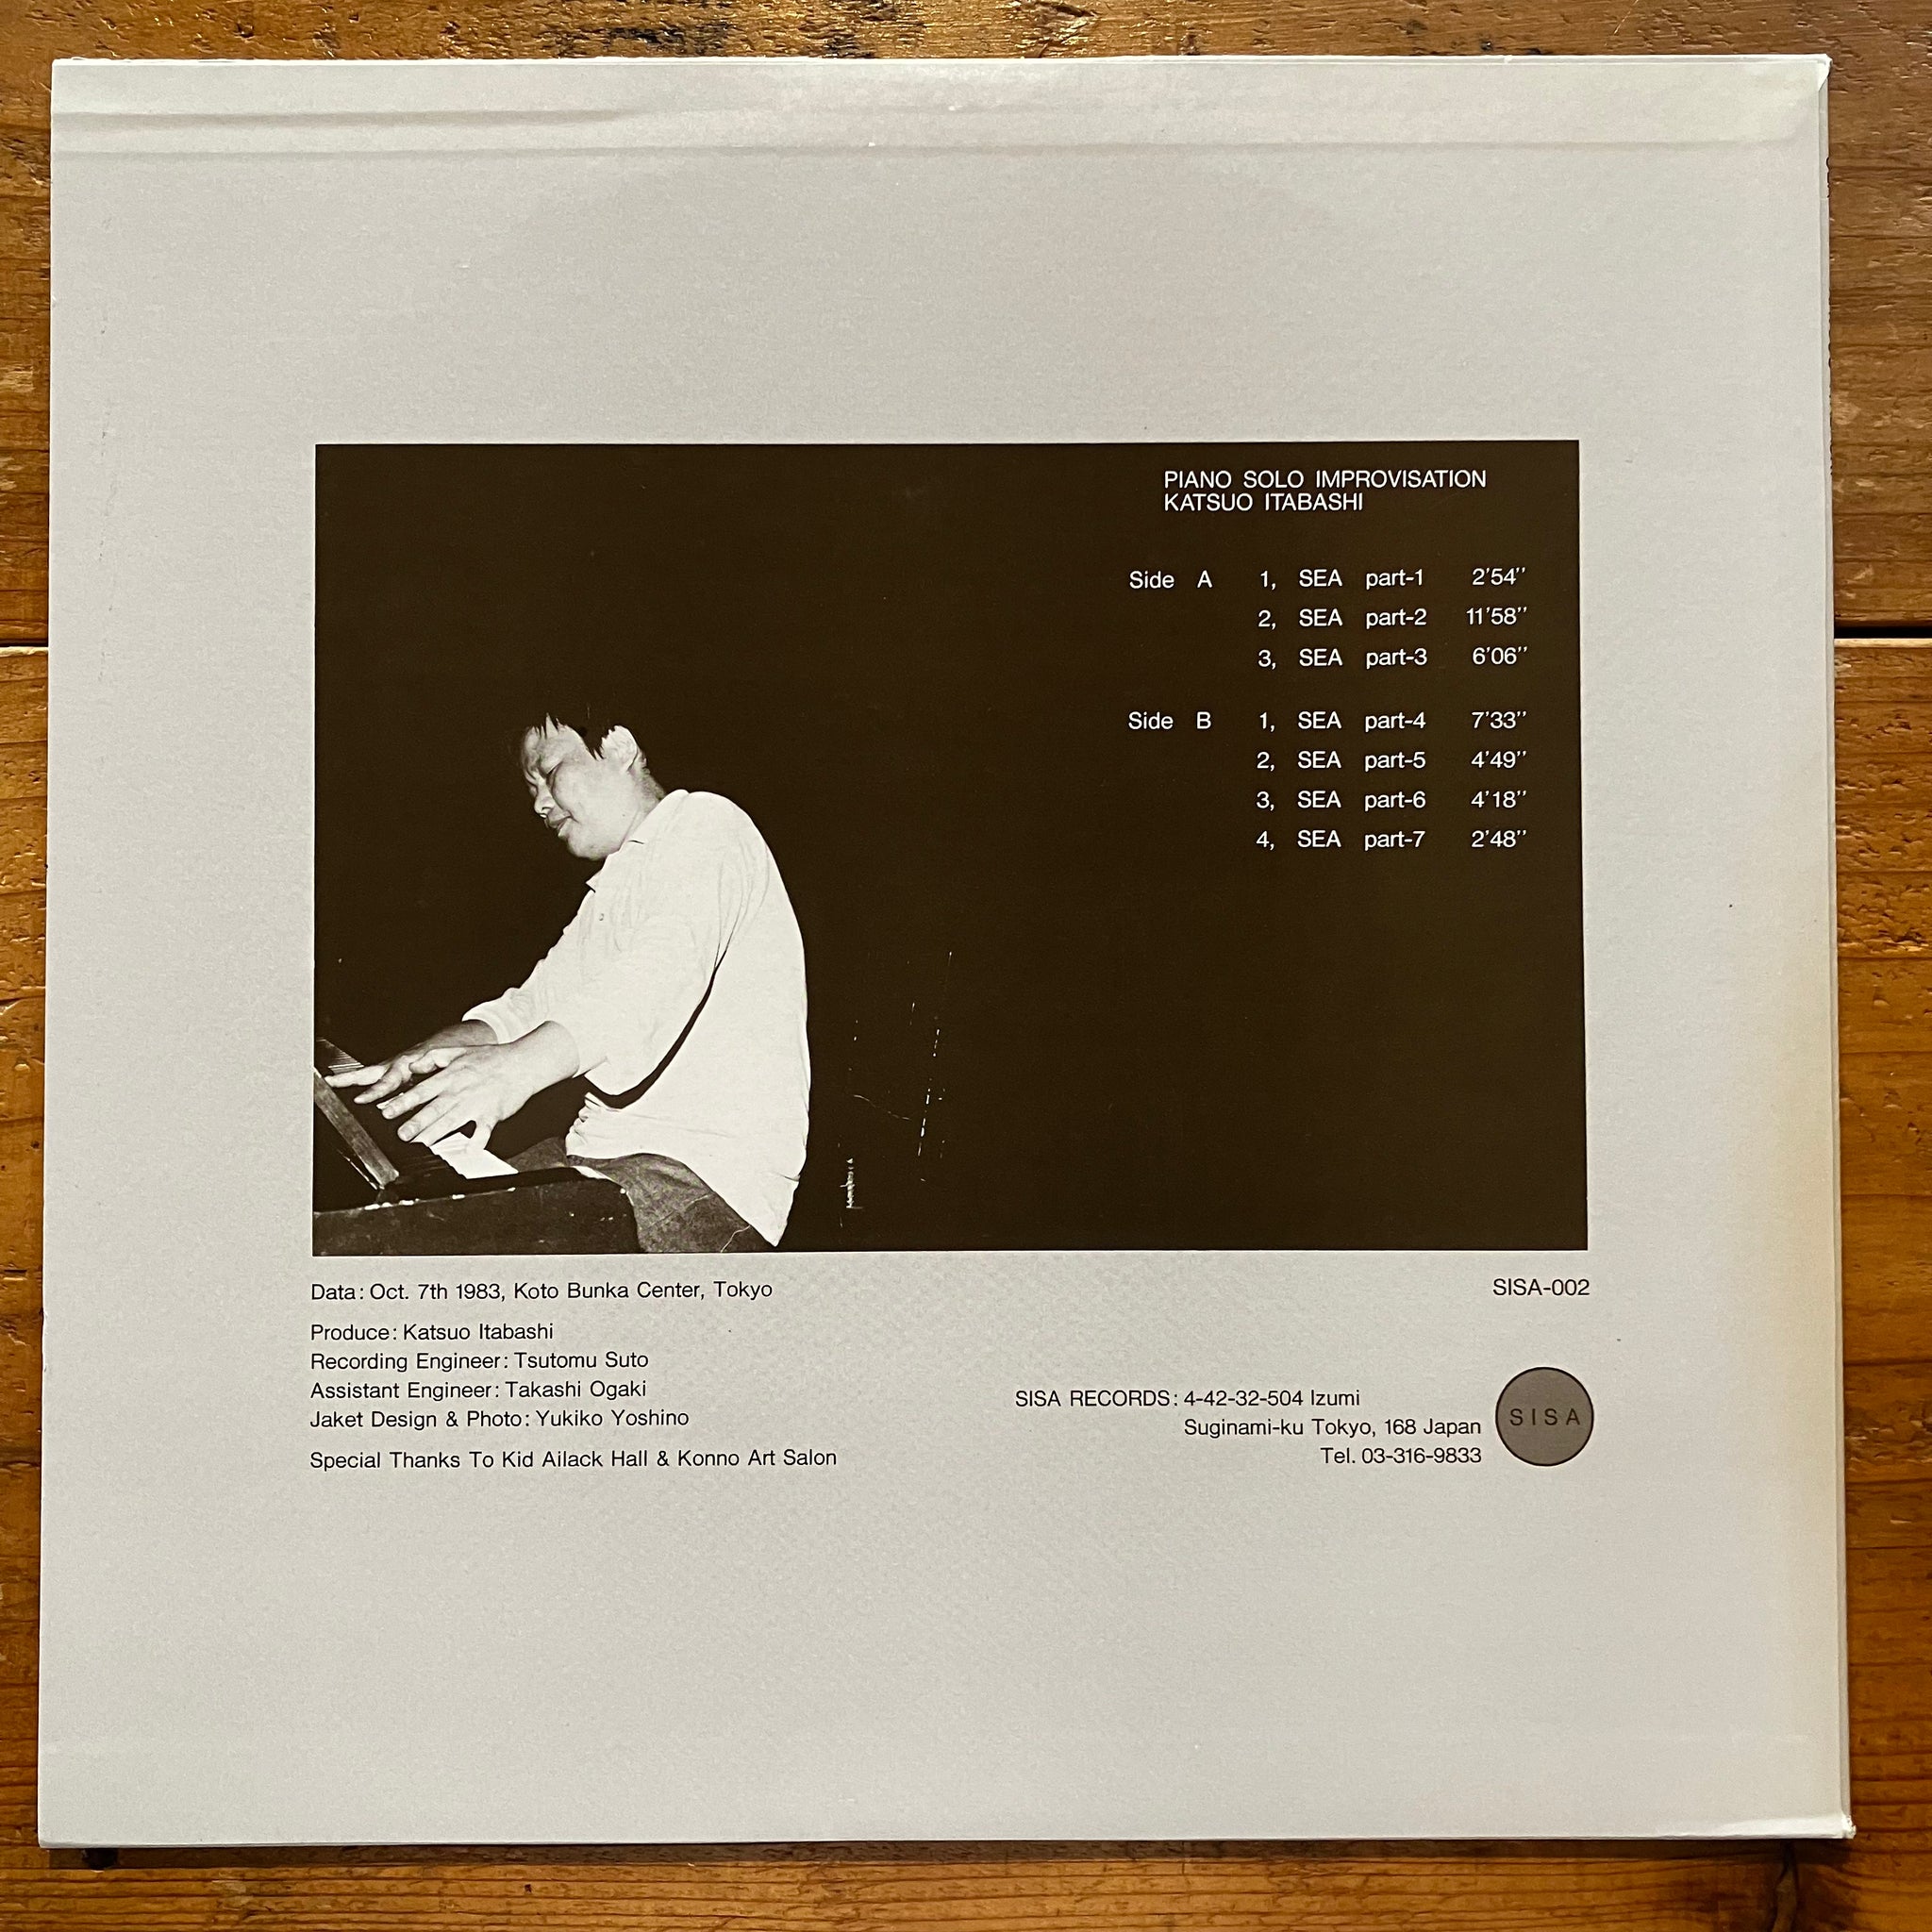 PIANO SOLO IMPROVISATION
KATSUO ITABASHI
Side A 1, SEA part-1 2'54''
2, SEA part-2 11'58''
3, SEA part-3 6'06''
Side B 1, SEA part-4 7'33''
2, SEA part-5 4'49''
3, SEA part-6 4'18''
4, SEA part-7 2'48''
Data: Oct. 7th 1983, Koto Bunka Center, Tokyo
Produce: Katsuo Itabashi
Recording Engineer: Tsutomu Suto
Assistant Engineer: Takashi Ogaki
Jaket Design & Photo: Yukiko Yoshino
Special Thanks To Kid Ailack Hall & Konno Art Salon
SISA-002
SISA RECORDS: 4-42-32-504 Izumi
Suginami-ku Tokyo, 168 Japan
Tel. 03-316-9833
SISA